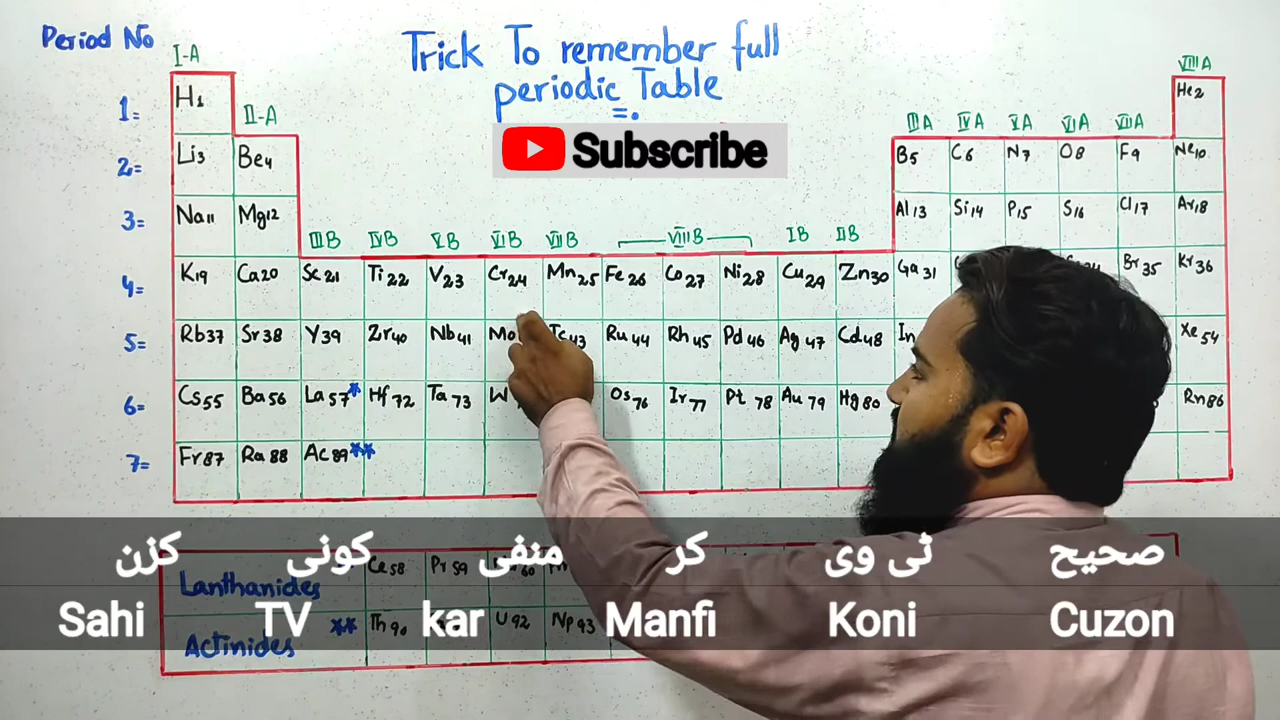 Period No
Trick To remember full
periodic Table
Subscribe
I-A
II-A
III A IV A V A VI A VII A
VIII A
III B IV B V B VI B VII B VIII B I B II B
1= H1 He2
2= Li3 Be4 B5 C6 N7 O8 F9 Ne10
3= Na11 Mg12 Al13 Si14 P15 S16 Cl17 Ar18
4= K19 Ca20 Sc21 Ti22 V23 Cr24 Mn25 Fe26 Co27 Ni28 Cu29 Zn30 Ga31 Br35 Kr36
5= Rb37 Sr38 Y39 Zr40 Nb41 Mo Tc43 Ru44 Rh45 Pd46 Ag47 Cd48 In Xe54
6= Cs55 Ba56 La57* Hf72 Ta73 W Os76 Ir77 Pt78 Au79 Hg80 Rn86
7= Fr87 Ra88 Ac89**
صحیح ٹی وی کر منفی کونی کزن
Lanthanides Ce58 Pr59
Sahi TV kar Manfi Koni Cuzon
Actinides ** Th90 U92 Np93